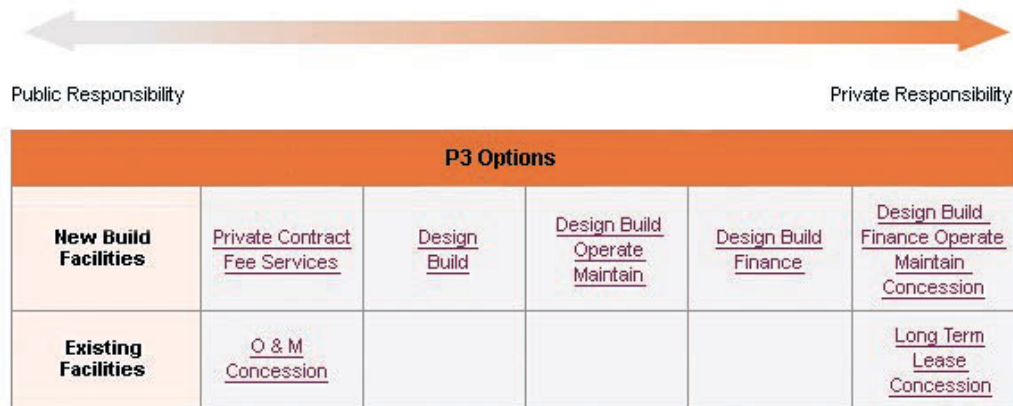 Public Responsibility
Private Responsibility
P3 Options
New Build
Facilities
Private Contract
Fee Services
Design
Build
Design Build
Operate
Maintain
Design Build
Finance
Design Build
Finance Operate
Maintain
Concession
Existing
Facilities
O & M
Concession
Long Term
Lease
Concession